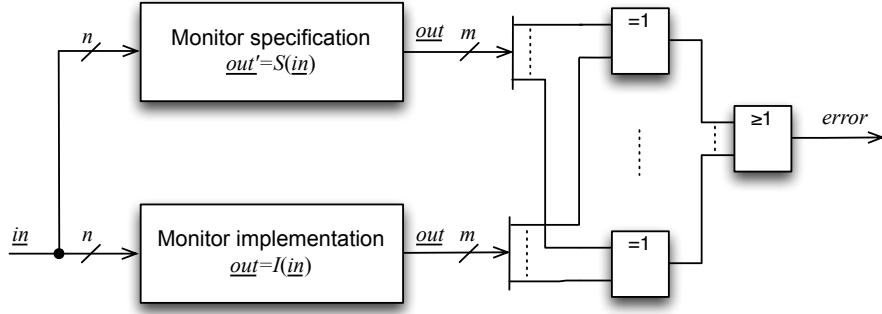 n
Monitor specification
out'=S(in)
out
m
=1
≥1
error
in
n
Monitor implementation
out=I(in)
out
m
=1